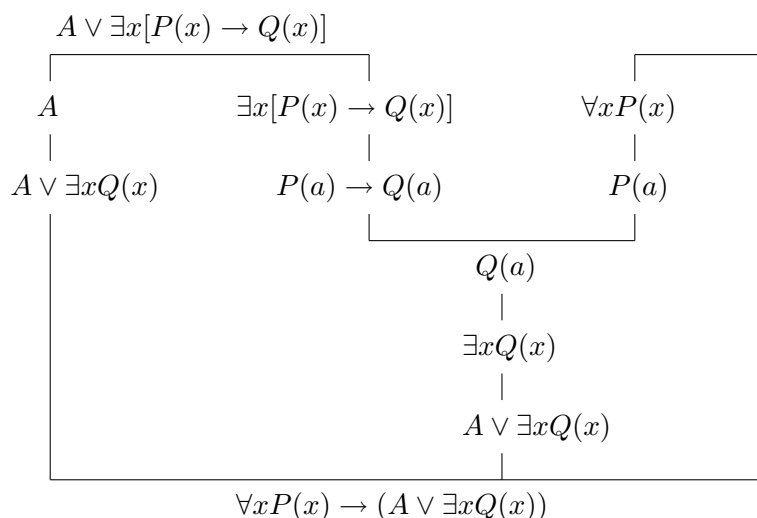 A ∨ ∃x[P(x) → Q(x)]
A ∃x[P(x) → Q(x)] ∀xP(x)
A ∨ ∃xQ(x) P(a) → Q(a) P(a)
Q(a)
∃xQ(x)
A ∨ ∃xQ(x)
∀xP(x) → (A ∨ ∃xQ(x))